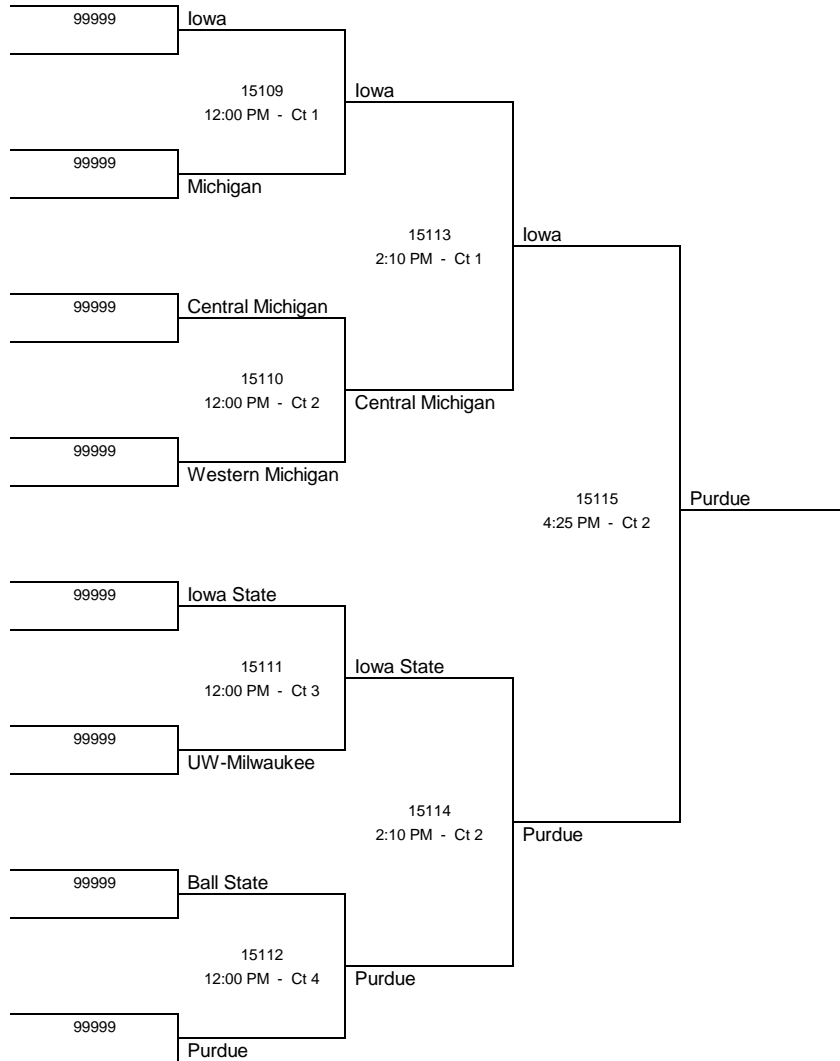 99999
Iowa
15109
12:00 PM - Ct 1
Iowa
99999
Michigan
15113
2:10 PM - Ct 1
Iowa
99999
Central Michigan
15110
12:00 PM - Ct 2
Central Michigan
99999
Western Michigan
15115
4:25 PM - Ct 2
Purdue
99999
Iowa State
15111
12:00 PM - Ct 3
Iowa State
99999
UW-Milwaukee
15114
2:10 PM - Ct 2
Purdue
99999
Ball State
15112
12:00 PM - Ct 4
Purdue
99999
Purdue